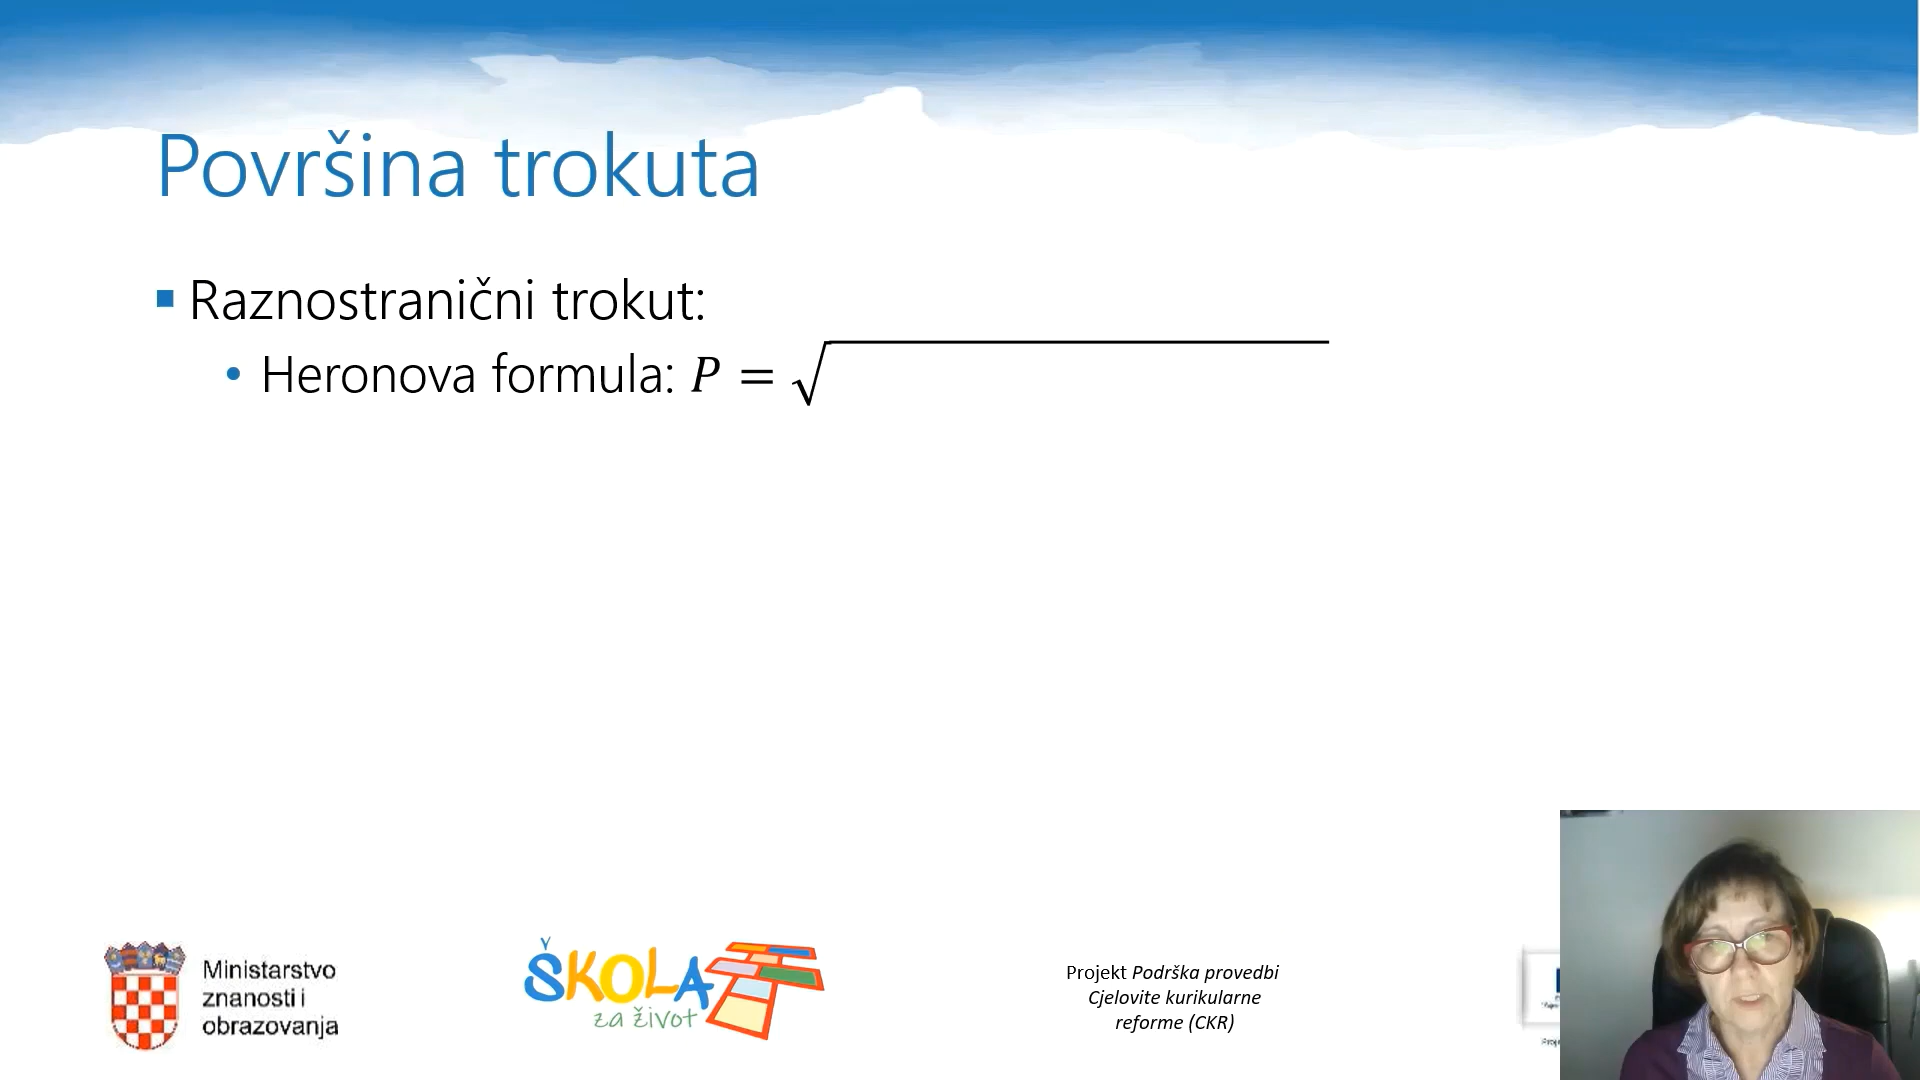 Površina trokuta
▪ Raznostranični trokut:
• Heronova formula: P = √
Ministarstvo
znanosti i
obrazovanja
ŠKOLA
za život
Projekt Podrška provedbi
Cjelovite kurikularne
reforme (CKR)